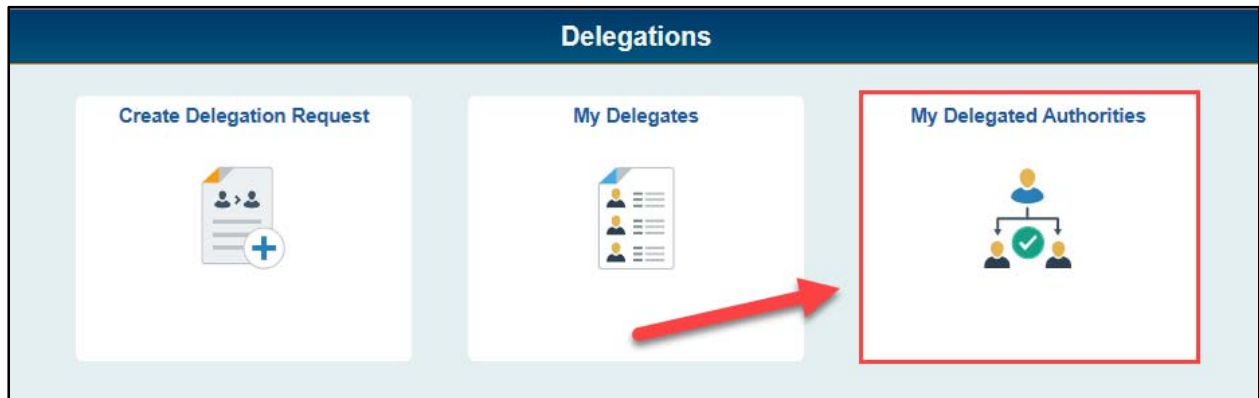 Delegations
Create Delegation Request
My Delegates
My Delegated Authorities